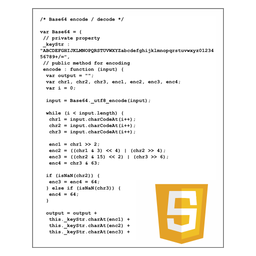 /* Base64 encode / decode */
var Base64 = {
// private property
_keyStr :
"ABCDEFGHIJKLMNOPQRSTUVWXYZabcdefghijklmnopqrstuvwxyz01234
56789+/=",
// public method for encoding
encode : function (input) {
var output = "";
var chr1, chr2, chr3, enc1, enc2, enc3, enc4;
var i = 0;
input = Base64._utf8_encode(input);
while (i < input.length) {
chr1 = input.charCodeAt(i++);
chr2 = input.charCodeAt(i++);
chr3 = input.charCodeAt(i++);
enc1 = chr1 >> 2;
enc2 = ((chr1 & 3) << 4) | (chr2 >> 4);
enc3 = ((chr2 & 15) << 2) | (chr3 >> 6);
enc4 = chr3 & 63;
if (isNaN(chr2)) {
enc3 = enc4 = 64;
} else if (isNaN(chr3)) {
enc4 = 64;
}
output = output +
this._keyStr.charAt(enc1) +
this._keyStr.charAt(enc2) +
this._keyStr.charAt(enc3) +
S